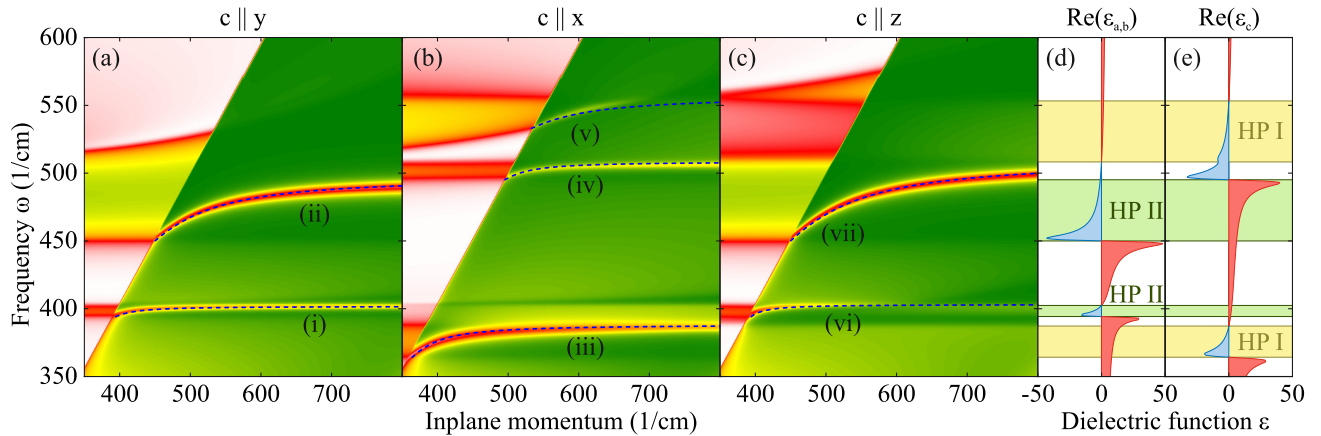 c || y
c || x
c || z
Re(ε_{a,b})
Re(ε_c)
(a)
(b)
(c)
(d)
(e)
600
550
500
450
400
350
Frequency ω (1/cm)
(i)
(ii)
(iii)
(iv)
(v)
(vi)
(vii)
HP I
HP II
HP II
HP I
400 500 600 700
400 500 600 700
400 500 600 700
-50 0 50
0 50
Inplane momentum (1/cm)
Dielectric function ε